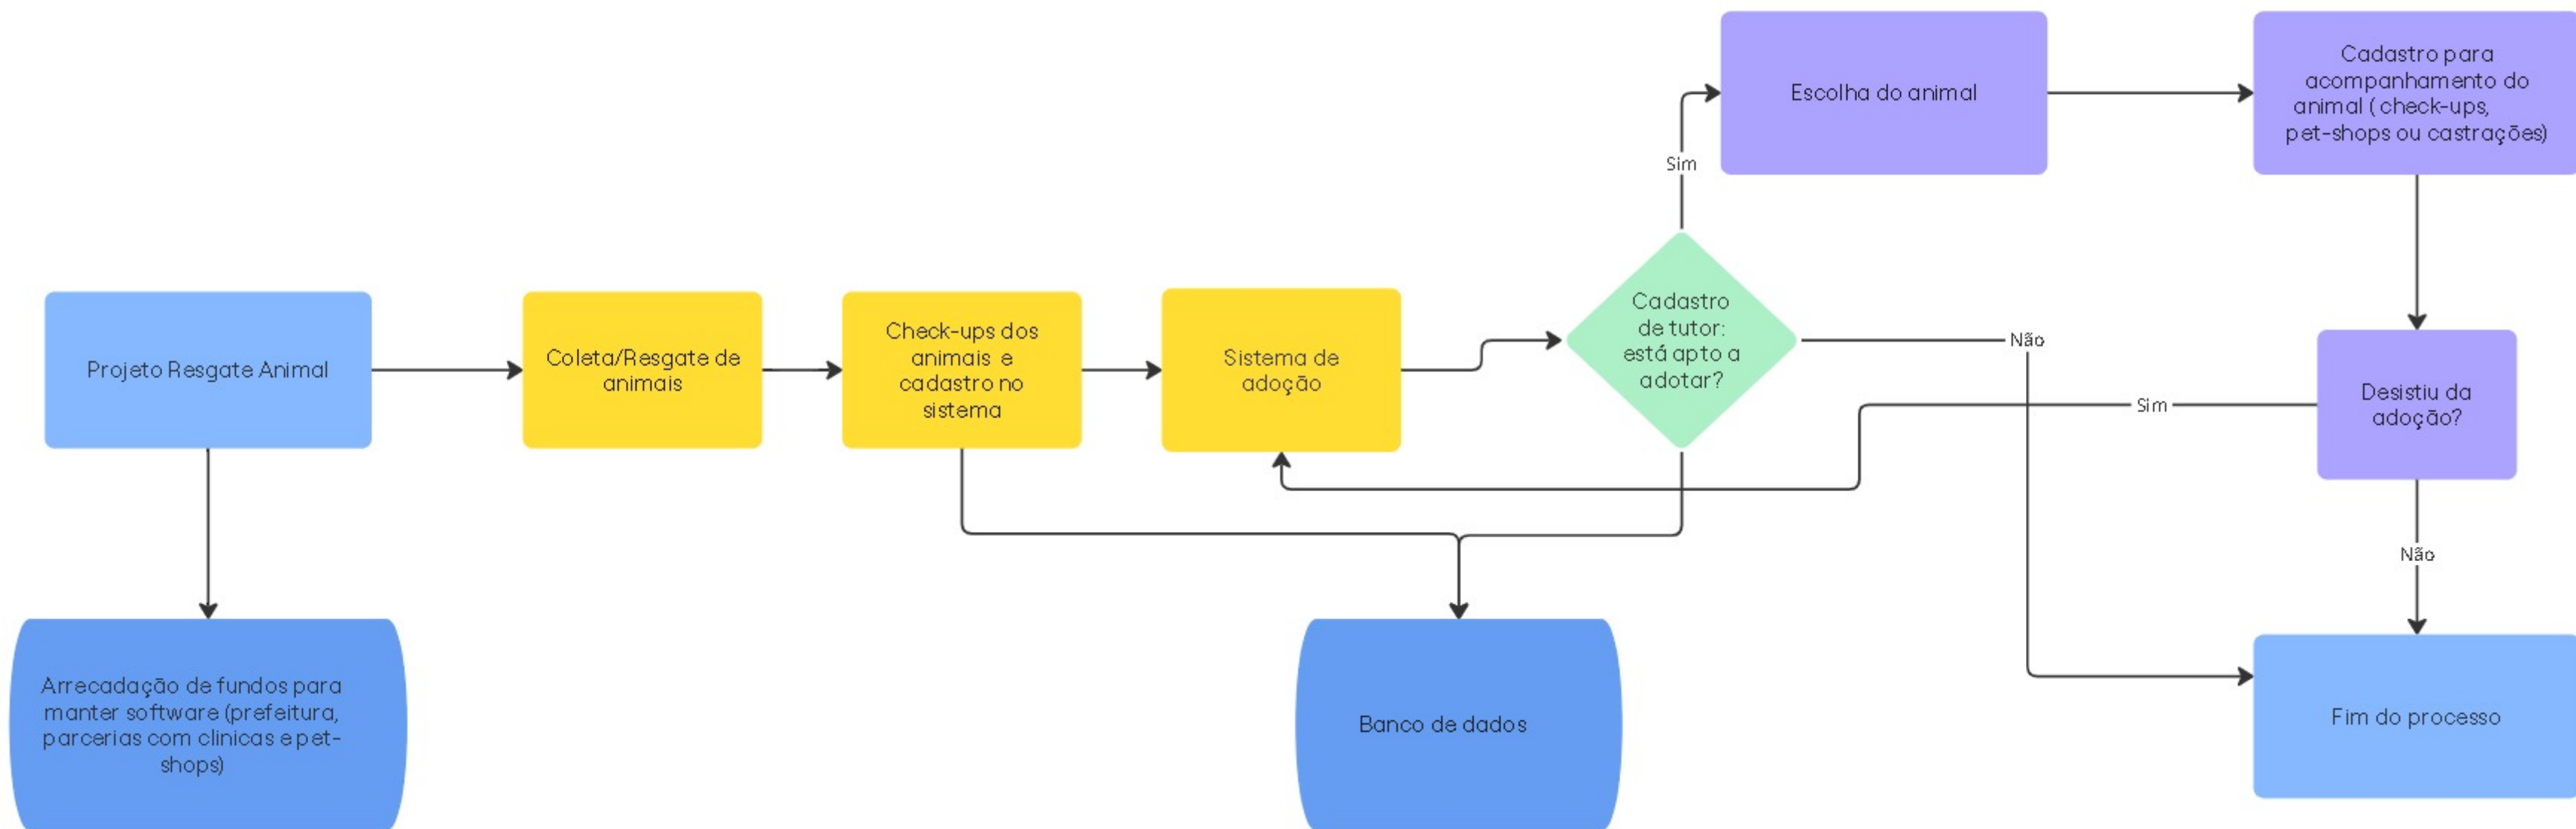 Projeto Resgate Animal
Arrecadação de fundos para
manter software (prefeitura,
parcerias com clinicas e pet-
shops)
Coleta/Resgate de
animais
Check-ups dos
animais e
cadastro no
sistema
Sistema de
adoção
Cadastro
de tutor:
está apto a
adotar?
Sim
Não
Escolha do animal
Cadastro para
acompanhamento do
animal ( check-ups,
pet-shops ou castrações)
Desistiu da
adoção?
Sim
Não
Banco de dados
Fim do processo